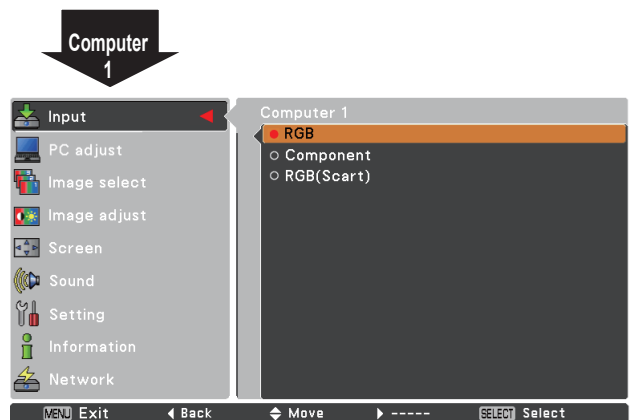 Computer
1
Input
PC adjust
Image select
Image adjust
Screen
Sound
Setting
Information
Network
Computer 1
RGB
Component
RGB(Scart)
MENU Exit Back Move ----- SELECT Select